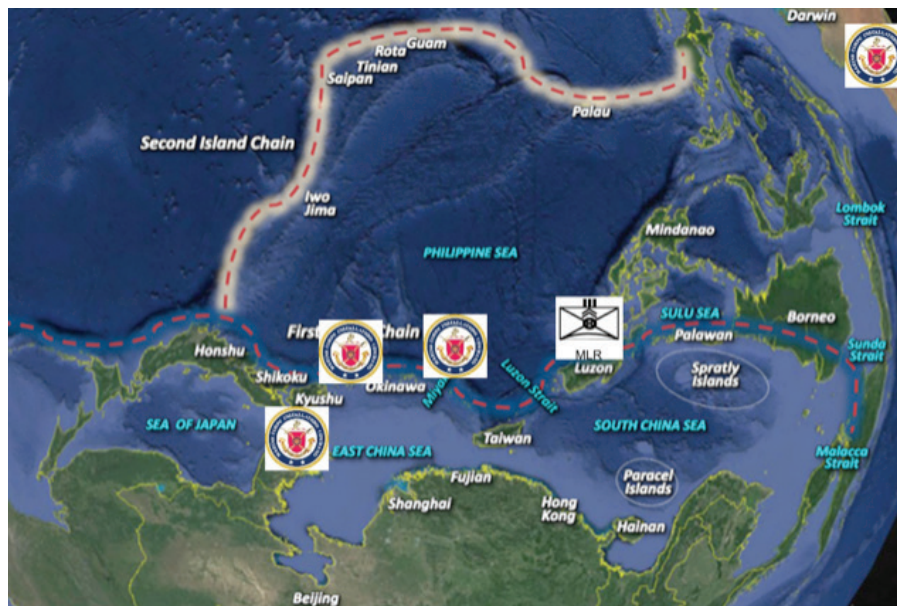 Darwin
Guam
Rota
Tinian
Saipan
Palau
Second Island Chain
Iwo
Jima
Lombok
Strait
Mindanao
PHILIPPINE SEA
SULU SEA
Borneo
First
Chain
Palawan
MLR
Luzon
Honshu
Shikoku
Okinawa
Luzon Strait
Sunda
Strait
Spratly
Islands
Kyushu
SEA OF JAPAN
EAST CHINA SEA
Taiwan
SOUTH CHINA SEA
Malacca
Strait
Paracel
Islands
Fujian
Shanghai
Hong
Kong
Hainan
Beijing